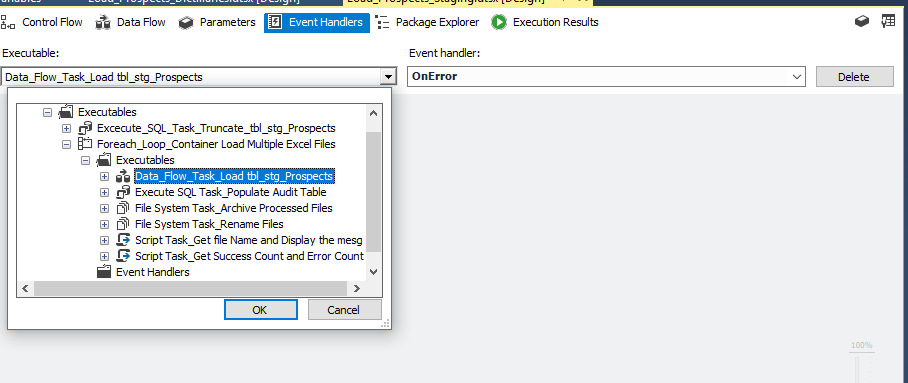 Load_Prospects_Staging.dtsx [Design]
Control Flow Data Flow Parameters Event Handlers Package Explorer Execution Results
Executable: Event handler:
Data_Flow_Task_Load tbl_stg_Prospects OnError Delete
Executables
Excecute_SQL_Task_Truncate_tbl_stg_Prospects
Foreach_Loop_Container Load Multiple Excel Files
Executables
Data_Flow_Task_Load tbl_stg_Prospects
Execute SQL Task_Populate Audit Table
File System Task_Archive Processed Files
File System Task_Rename Files
Script Task_Get file Name and Display the mesg
Script Task_Get Success Count and Error Count
Event Handlers
OK Cancel
100%